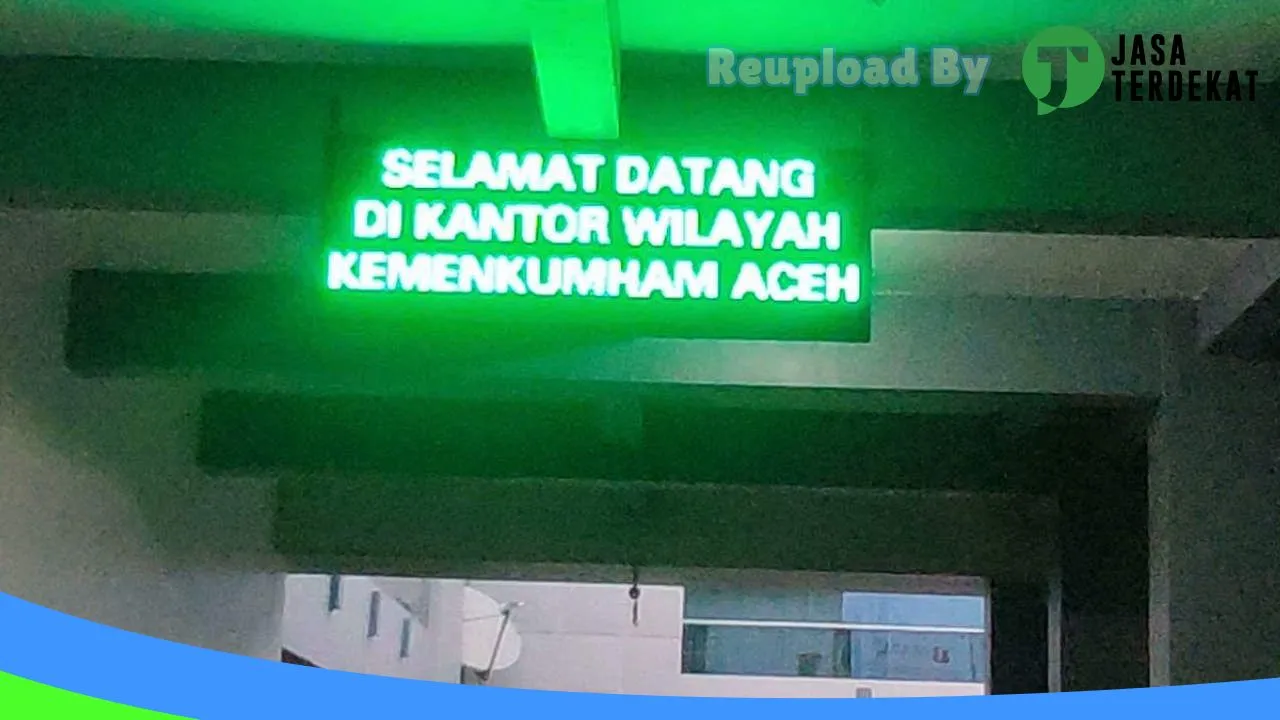 Reupload By
JASA
TERDEKAT
SELAMAT DATANG
DI KANTOR WILAYAH
KEMENKUMHAM ACEH